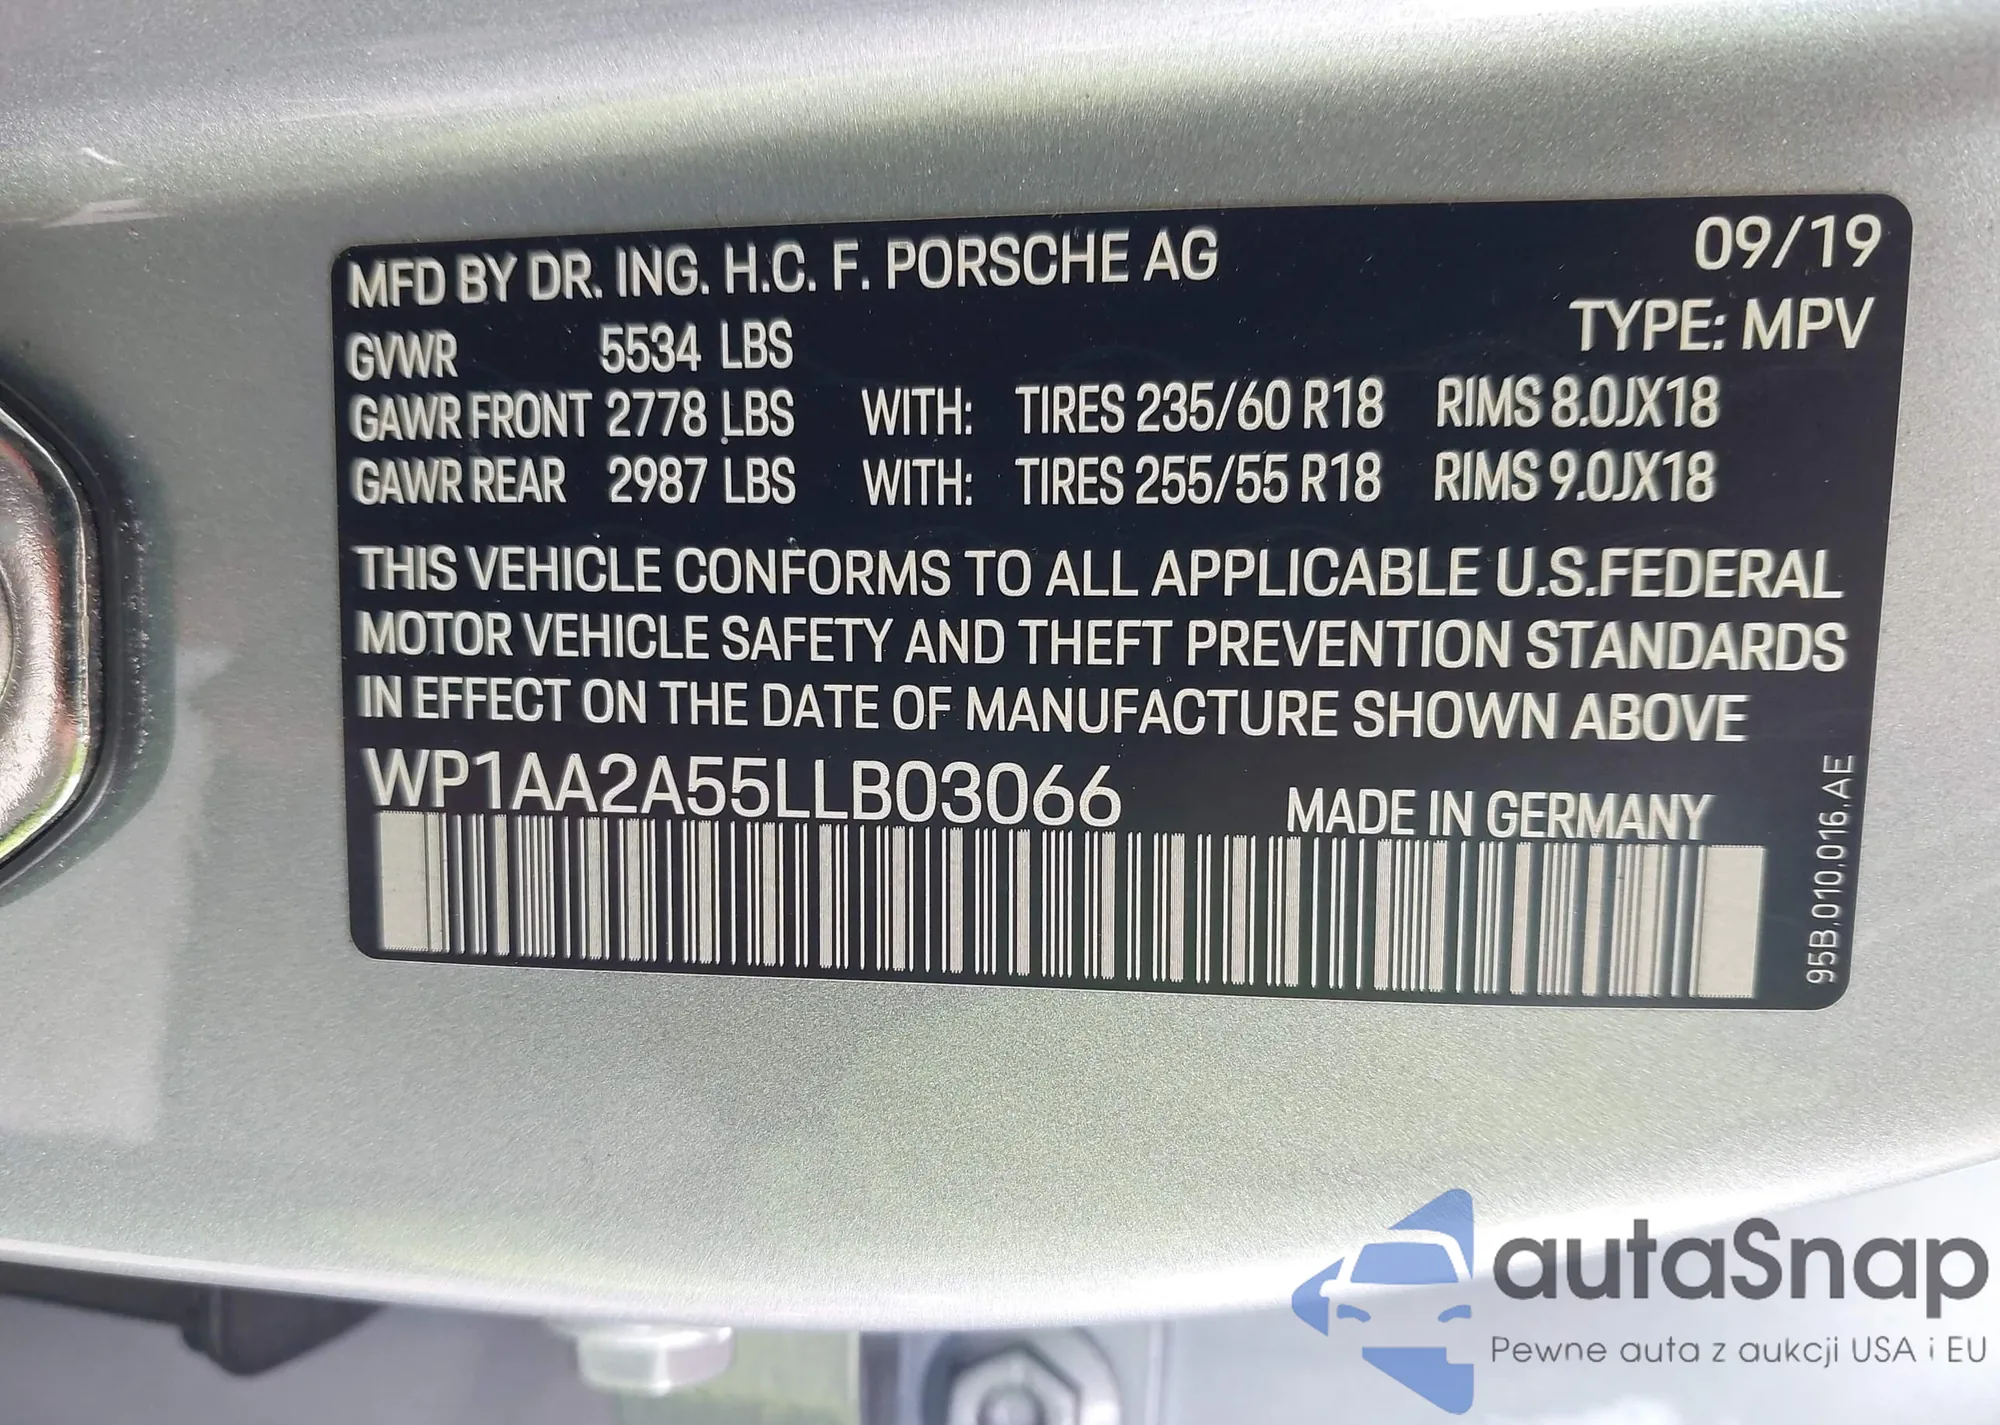 MFD BY DR. ING. H.C. F. PORSCHE AG 09/19
TYPE: MPV
GVWR 5534 LBS
GAWR FRONT 2778 LBS WITH: TIRES 235/60 R18 RIMS 8.0JX18
GAWR REAR 2987 LBS WITH: TIRES 255/55 R18 RIMS 9.0JX18
THIS VEHICLE CONFORMS TO ALL APPLICABLE U.S.FEDERAL
MOTOR VEHICLE SAFETY AND THEFT PREVENTION STANDARDS
IN EFFECT ON THE DATE OF MANUFACTURE SHOWN ABOVE
WP1AA2A55LLB03066
MADE IN GERMANY
95B.010.016.AE
autaSnap
Pewne auta z aukcji USA i EU